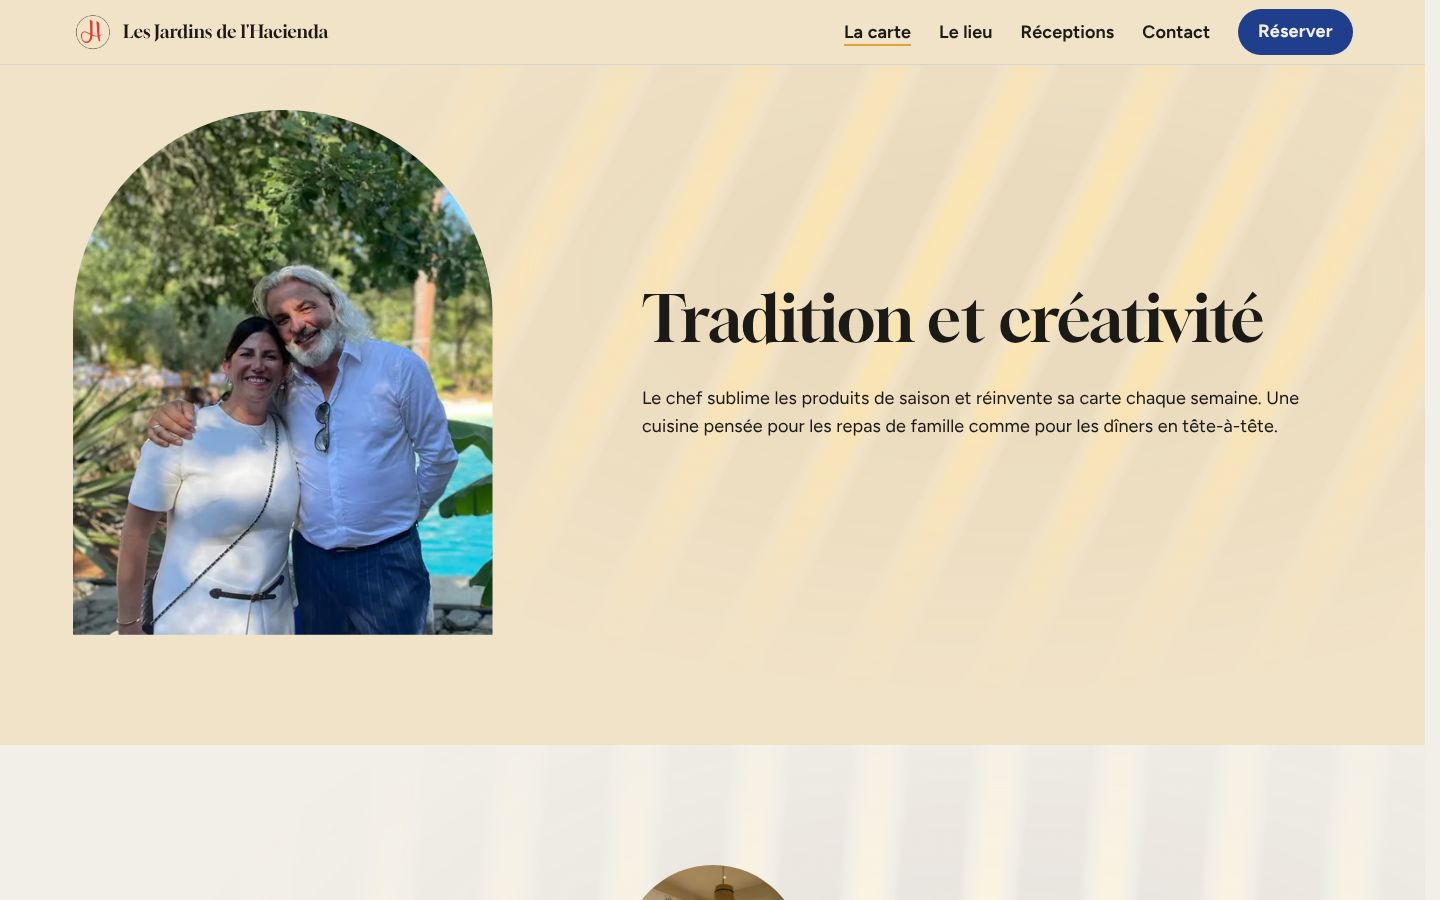 Les Jardins de l'Hacienda
La carte
Le lieu
Réceptions
Contact
Réserver
Tradition et créativité
Le chef sublime les produits de saison et réinvente sa carte chaque semaine. Une
cuisine pensée pour les repas de famille comme pour les dîners en tête-à-tête.